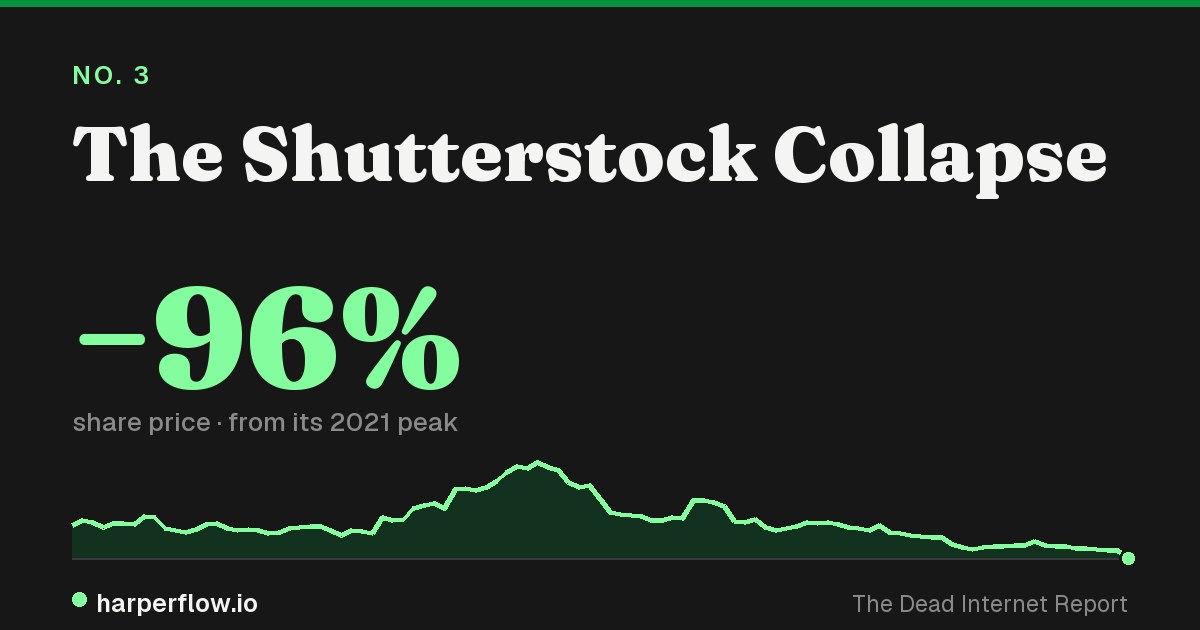 NO. 3
The Shutterstock Collapse
−96%
share price · from its 2021 peak
harperflow.io
The Dead Internet Report